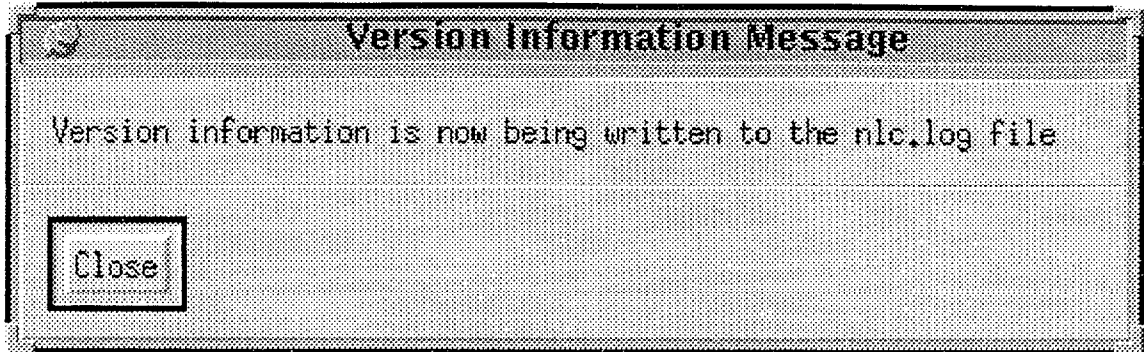 Version Information Message
Version information is now being written to the nlc.log file
Close